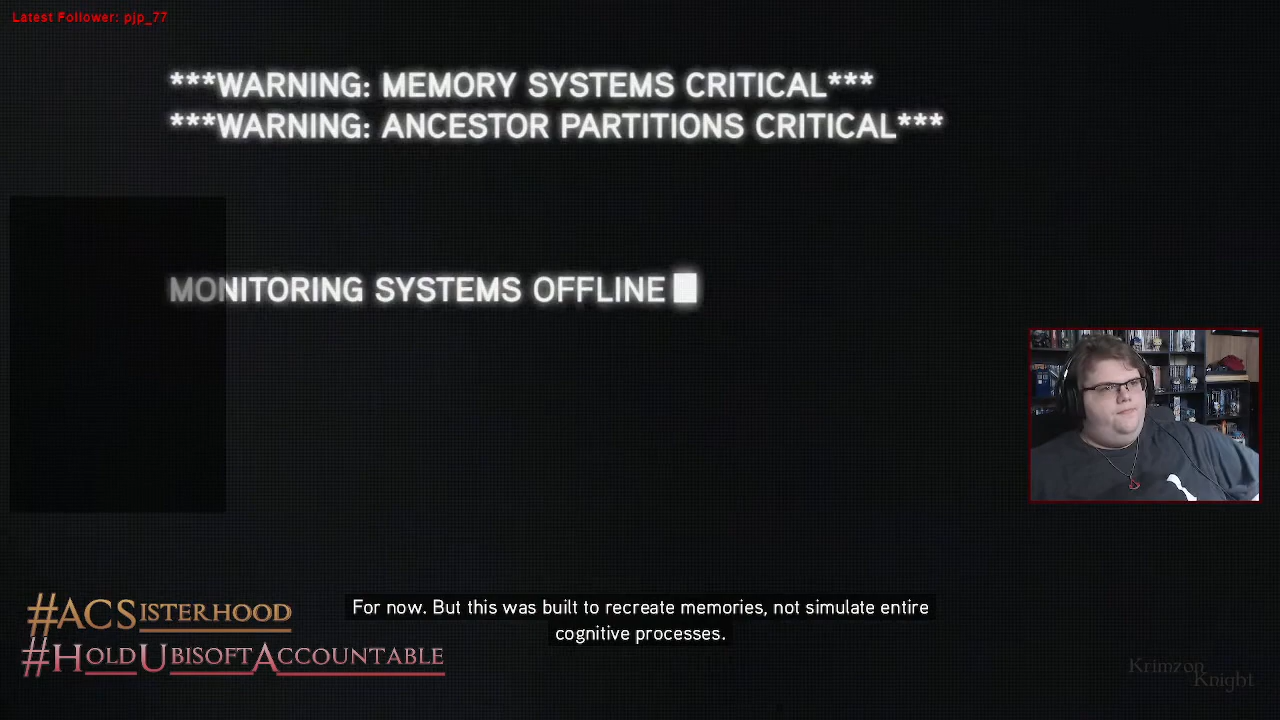 Latest Follower: pjp_77
***WARNING: MEMORY SYSTEMS CRITICAL***
***WARNING: ANCESTOR PARTITIONS CRITICAL***
MONITORING SYSTEMS OFFLINE
#ACSISTERHOOD
#HOLDUBISOFTACCOUNTABLE
For now. But this was built to recreate memories, not simulate entire
cognitive processes.
Krimzon
Knight